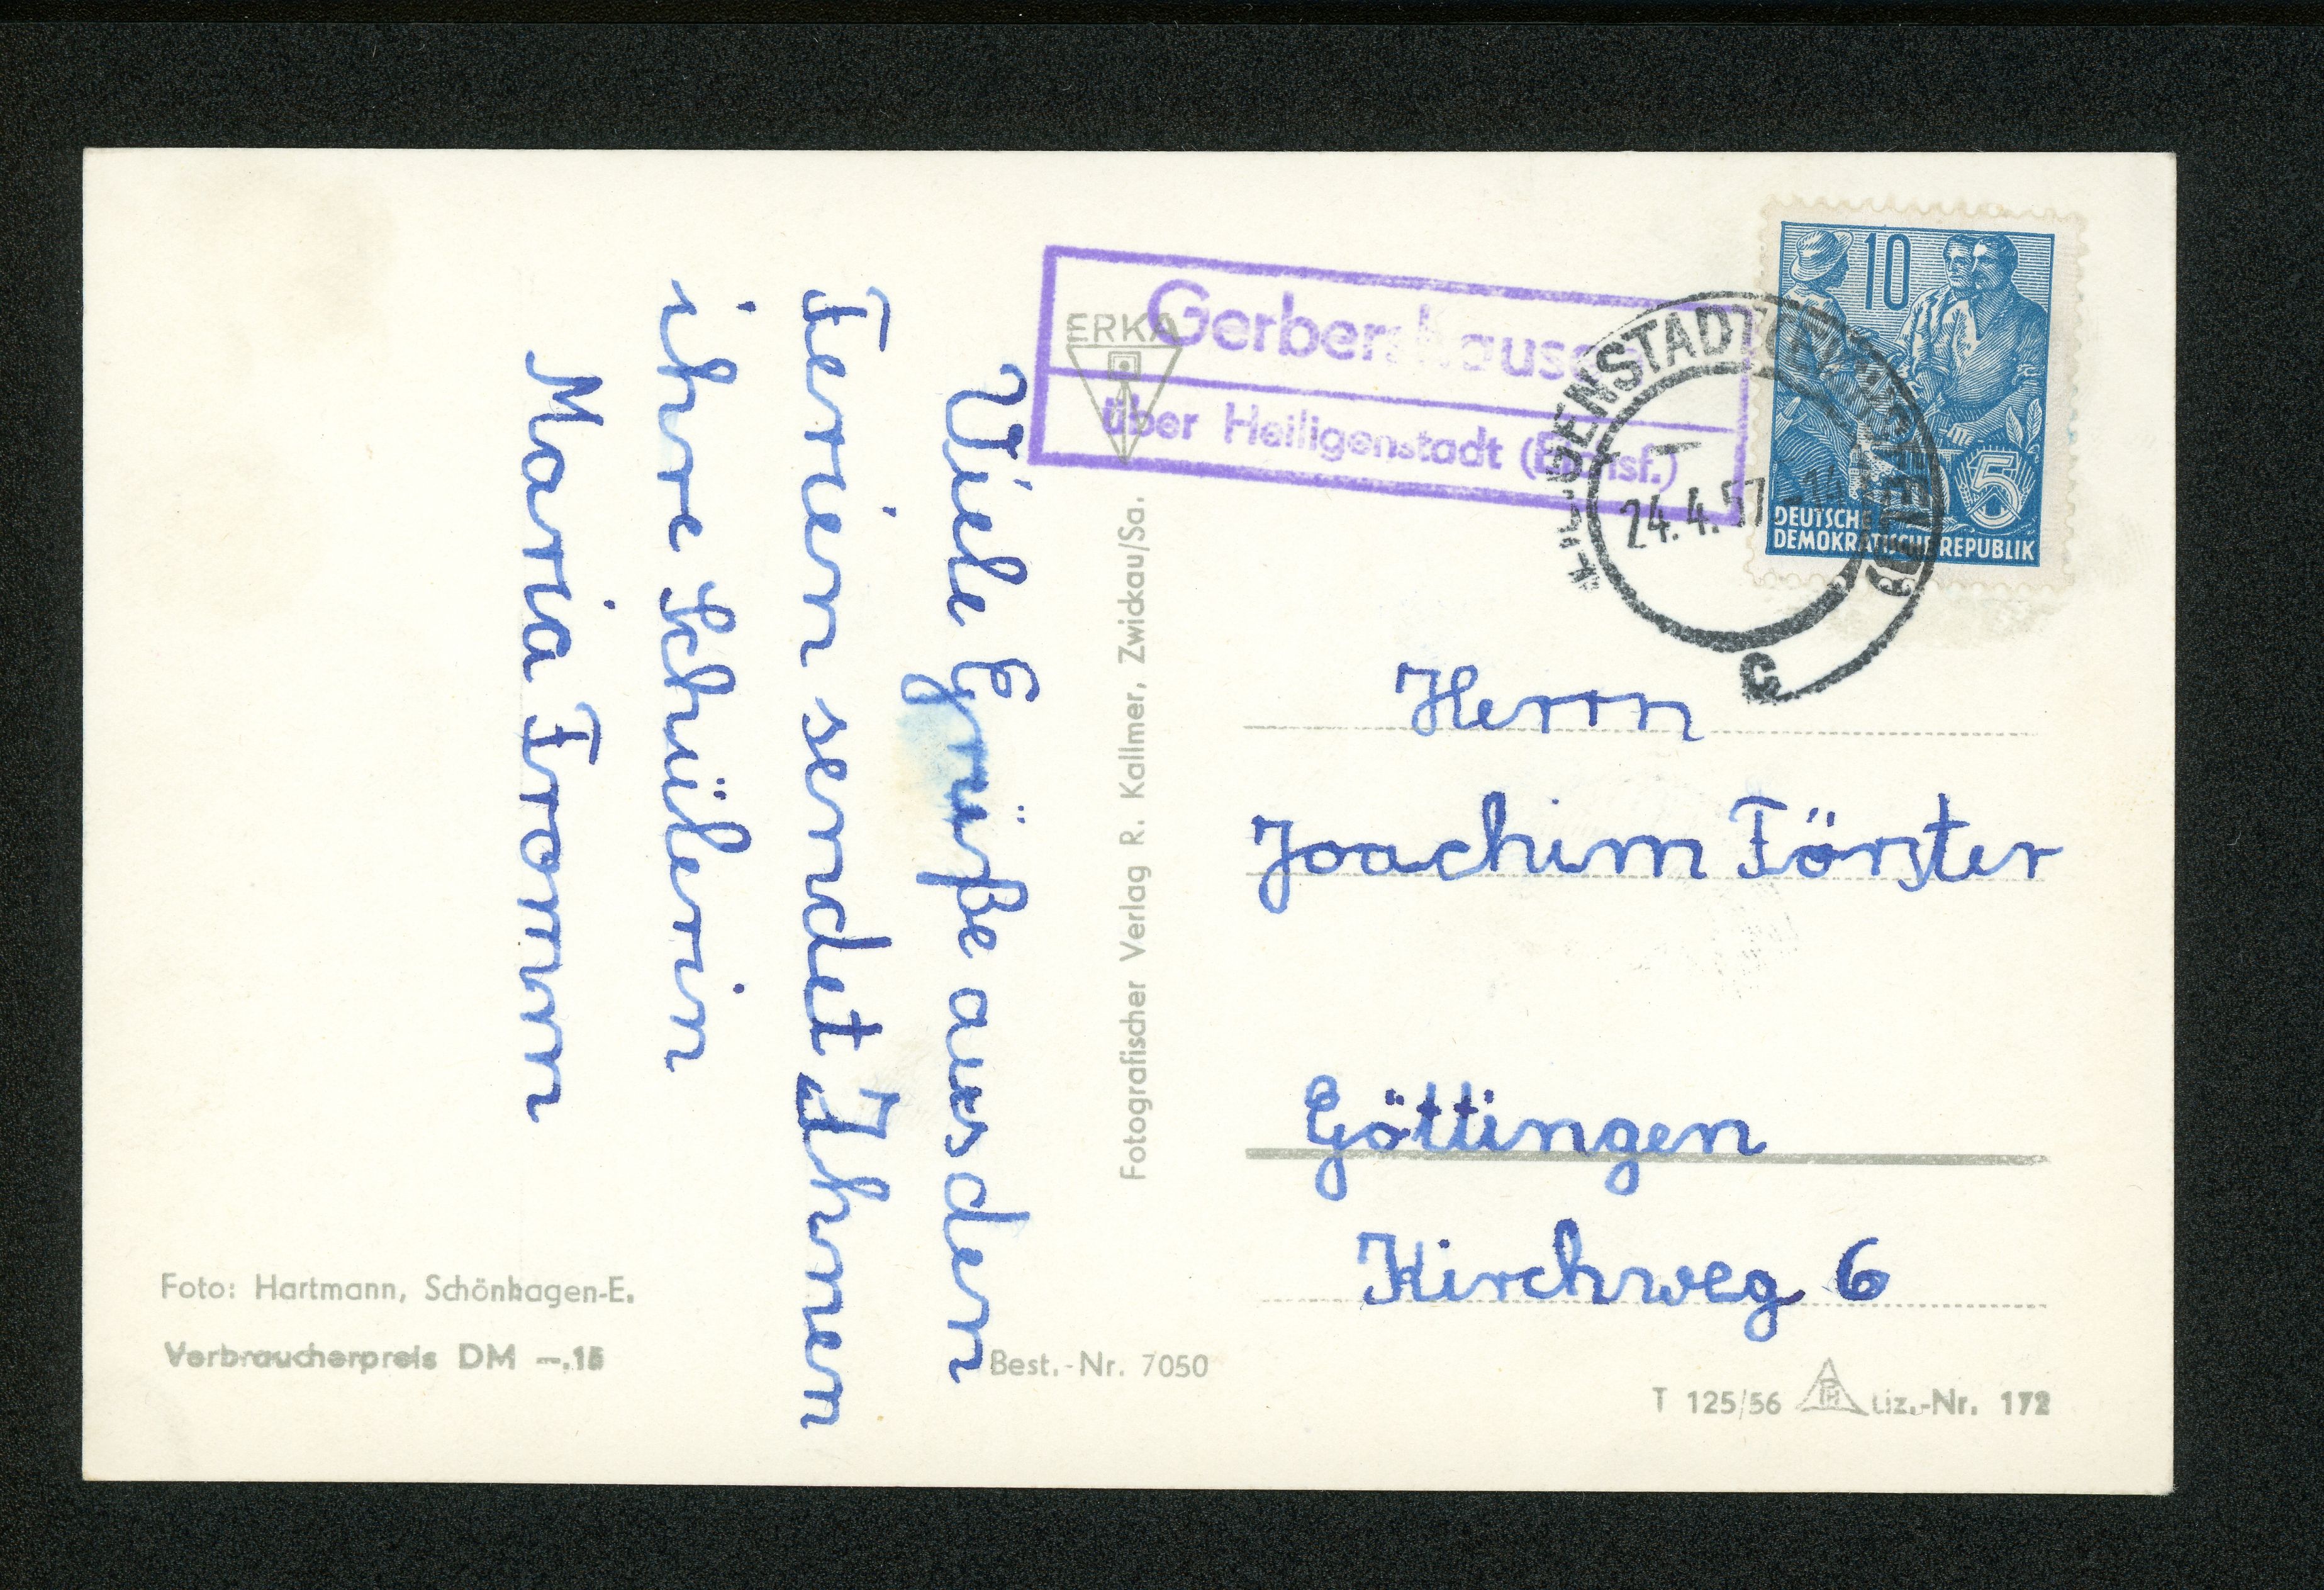 Viele Grüße aus den
Ferien sendet Ihnen
ihre Schülerin
Maria Fromm
Foto: Hartmann, Schönhagen-E.
Verbraucherpreis DM —.15
Best.-Nr. 7050
Fotografischer Verlag R. Kallmer, Zwickau/Sa.
ERKA
Gerbershausen
über Heiligenstadt (Eichsf.)
HEILIGENSTADT (EICHSFELD)
24.4.57-14
c
10
5
DEUTSCHE
DEMOKRATISCHE REPUBLIK
Herrn
Joachim Förster
Göttingen
Kirchweg 6
T 125/56 Liz.-Nr. 172